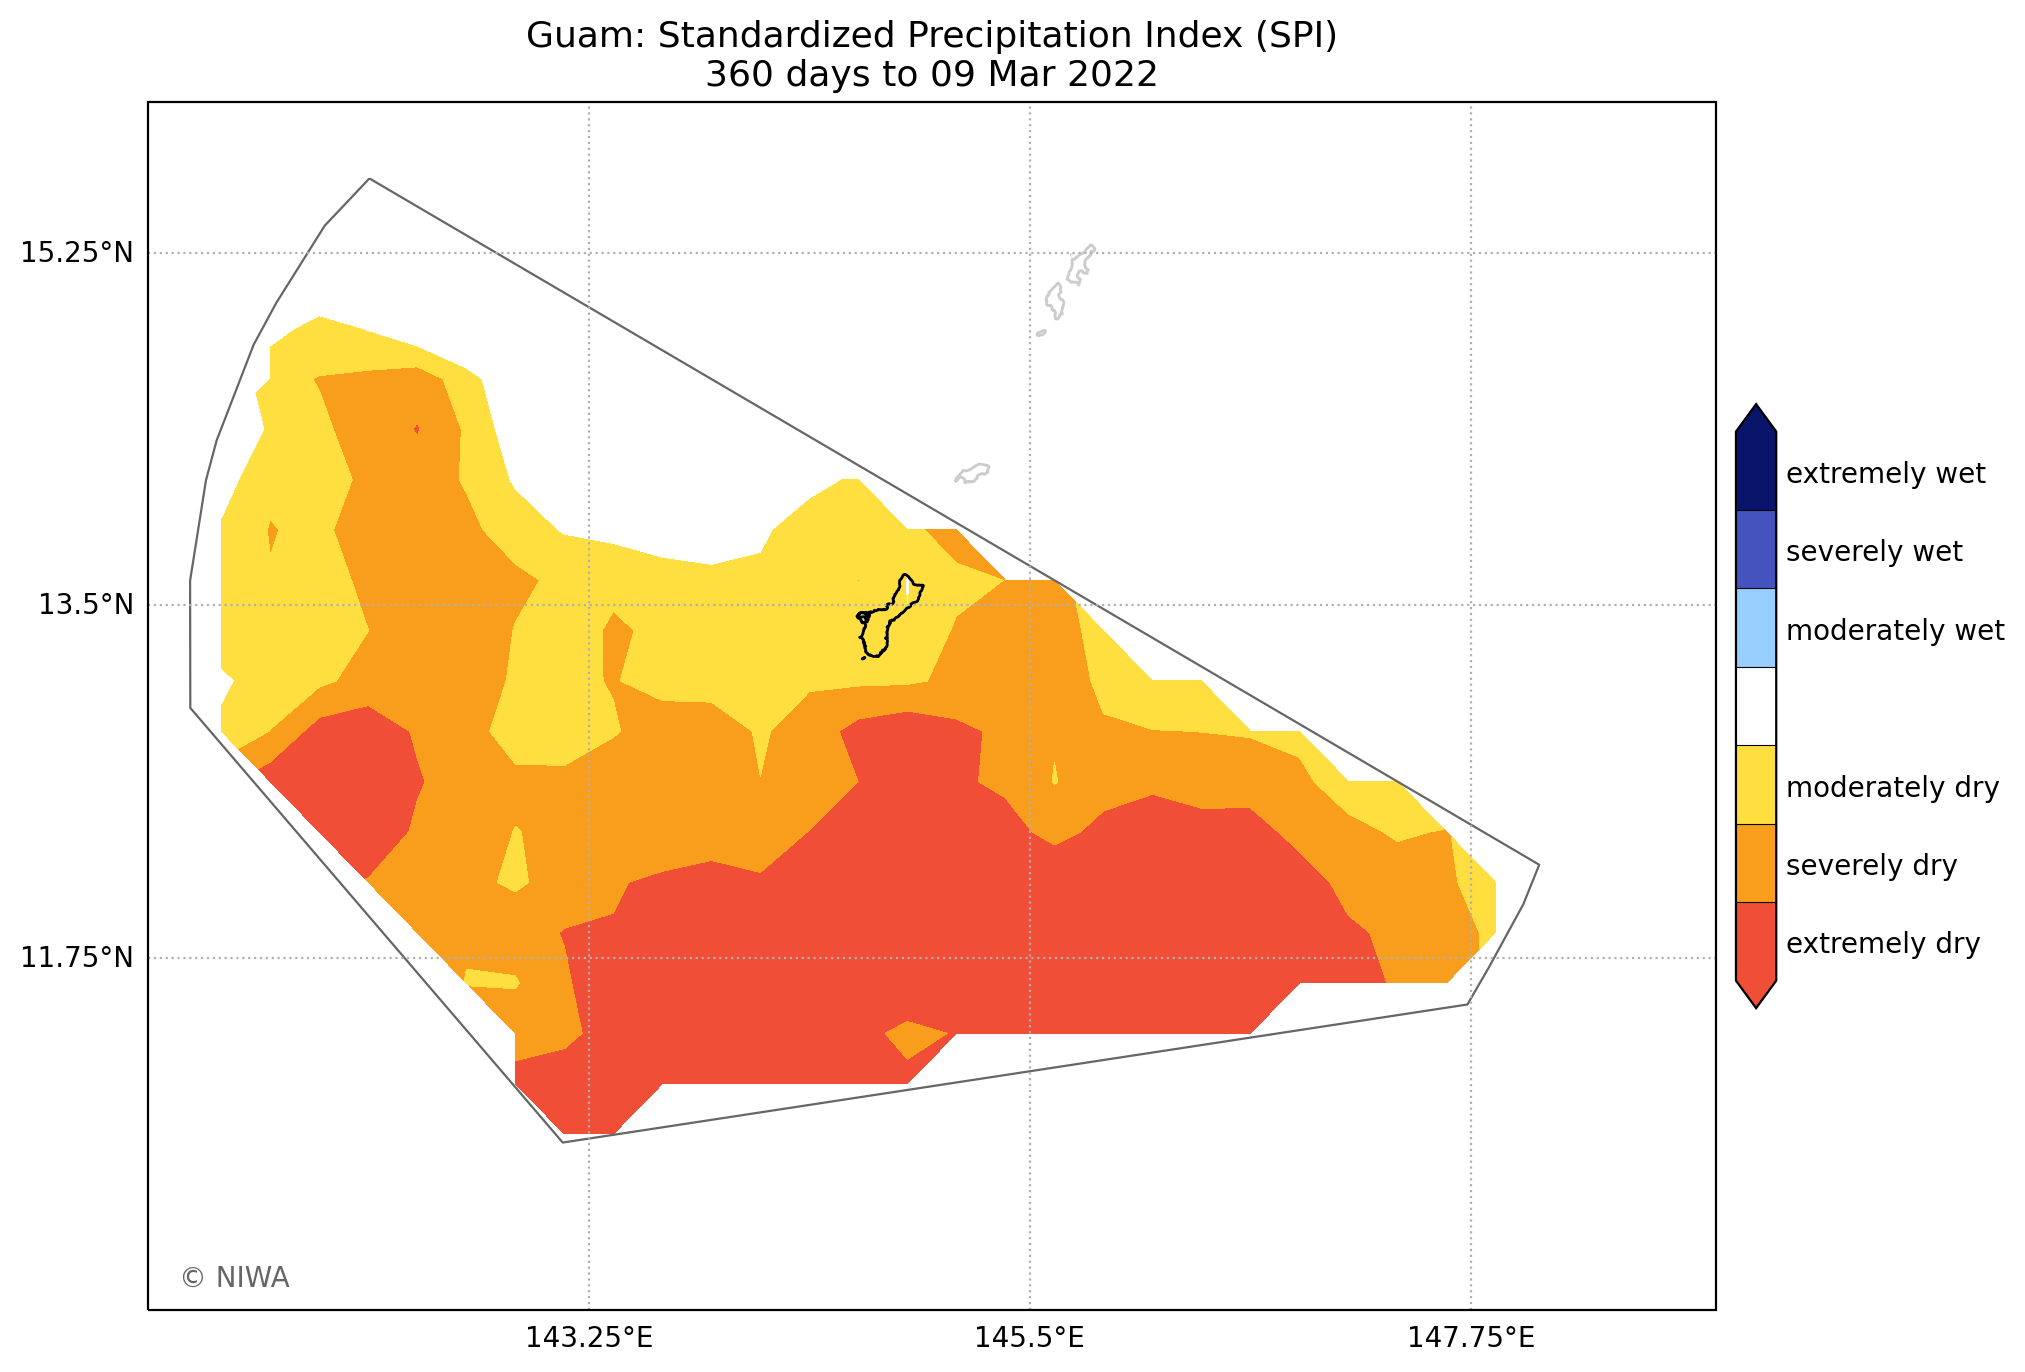 Guam: Standardized Precipitation Index (SPI)
360 days to 09 Mar 2022
15.25°N
13.5°N
11.75°N
143.25°E
145.5°E
147.75°E
extremely wet
severely wet
moderately wet
moderately dry
severely dry
extremely dry
© NIWA